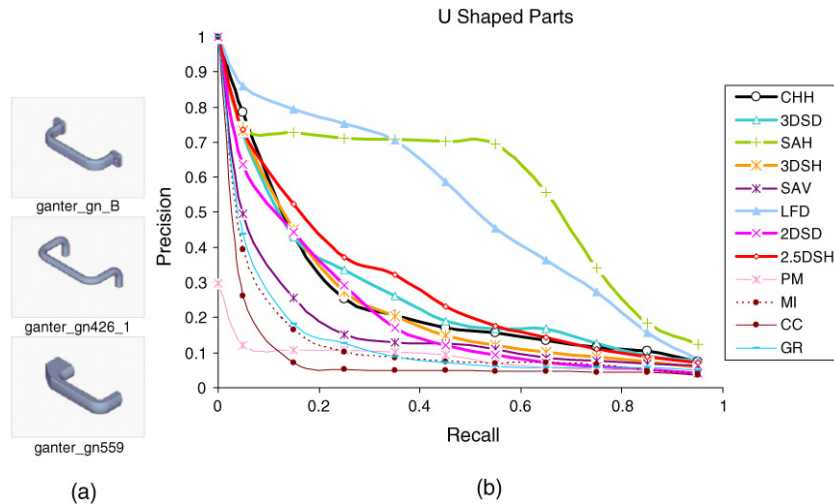 U Shaped Parts
ganter_gn_B
ganter_gn426_1
ganter_gn559
(a)
Precision
1
0.9
0.8
0.7
0.6
0.5
0.4
0.3
0.2
0.1
0
0
0.2
0.4
0.6
0.8
1
Recall
(b)
CHH
3DSD
SAH
3DSH
SAV
LFD
2DSD
2.5DSH
PM
MI
CC
GR